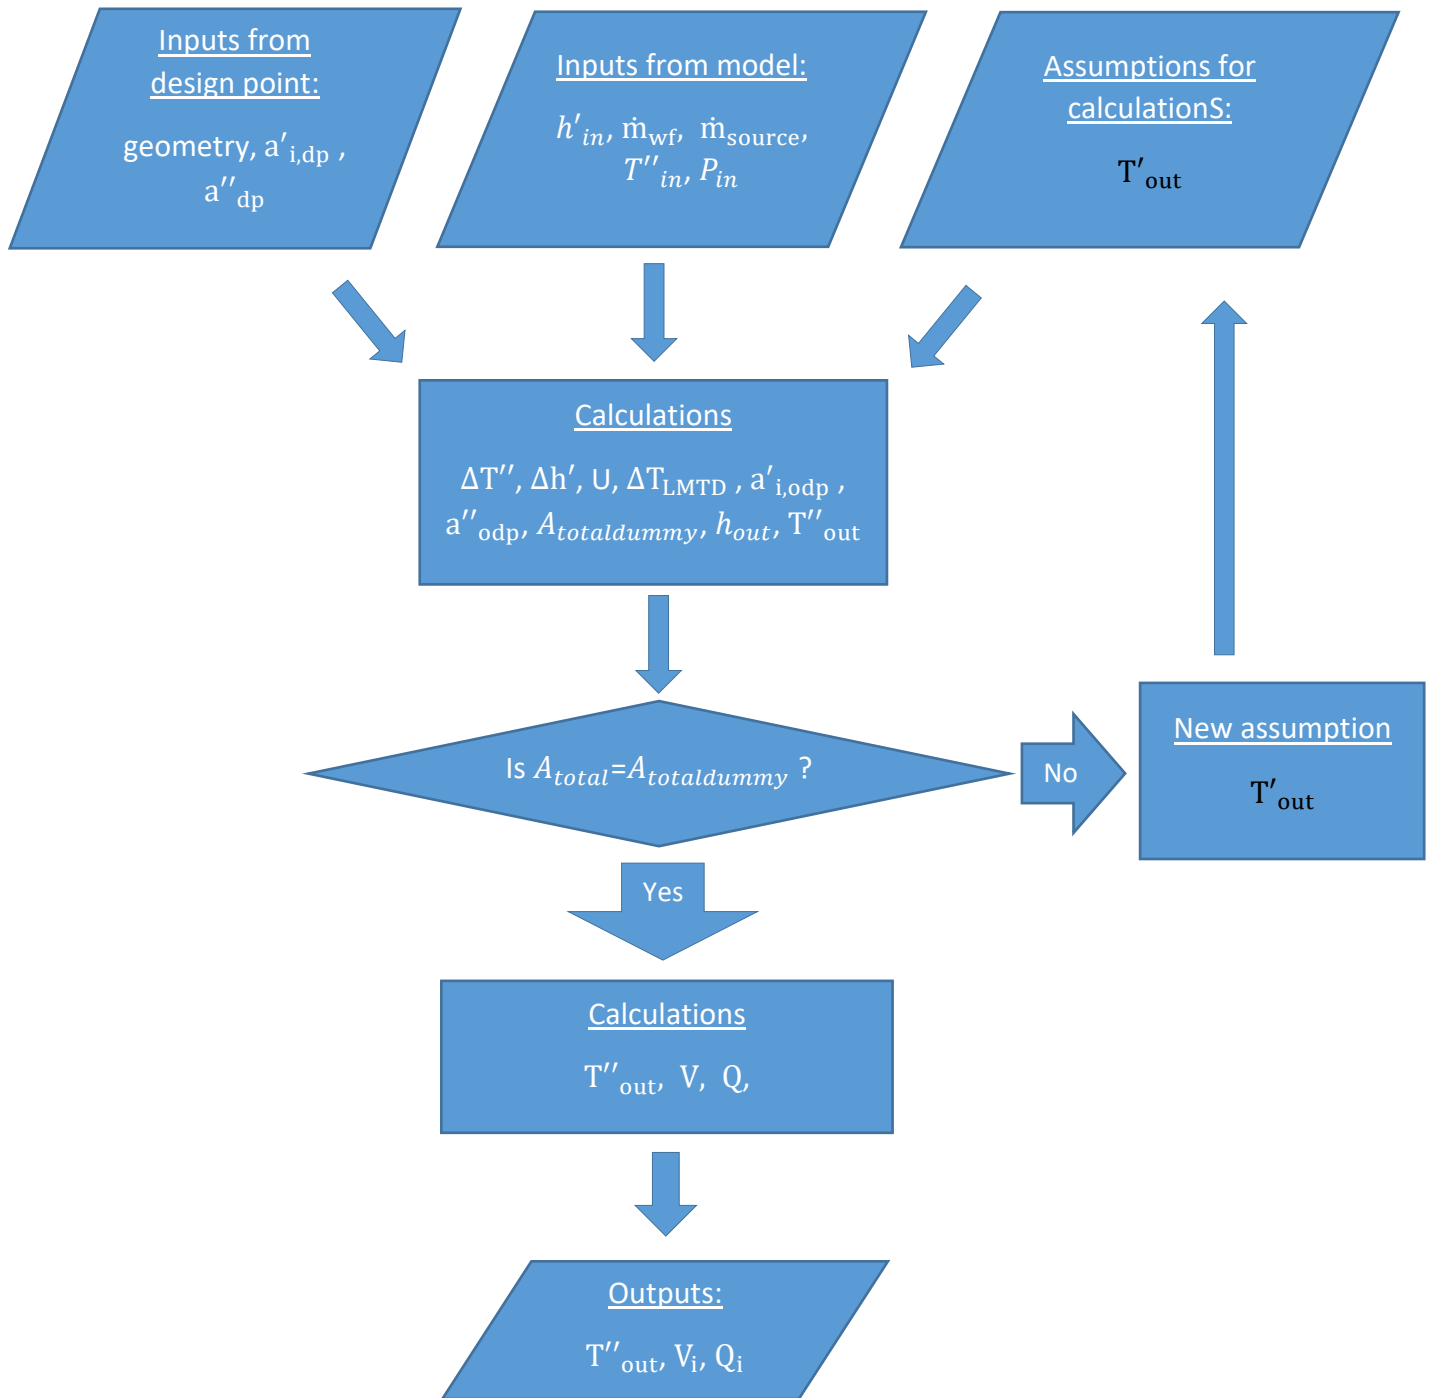 Inputs from
design point:
geometry, a′i,dp ,
a′′dp
Inputs from model:
h′in, ṁwf, ṁsource,
T′′in, Pin
Assumptions for
calculationS:
T′out
Calculations
ΔT′′, Δh′, U, ΔTLMTD , a′i,odp ,
a′′odp, Atotaldummy, hout, T′′out
Is Atotal=Atotaldummy ?
No
New assumption
T′out
Yes
Calculations
T′′out, V, Q,
Outputs:
T′′out, Vi, Qi